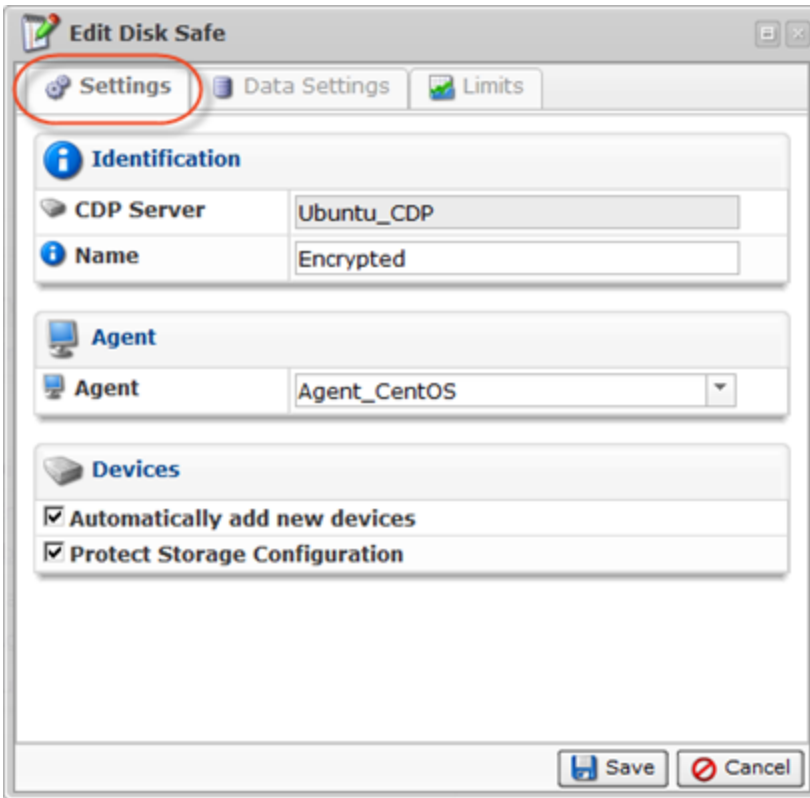 Edit Disk Safe
Settings Data Settings Limits
Identification
CDP Server Ubuntu_CDP
Name Encrypted
Agent
Agent Agent_CentOS
Devices
Automatically add new devices
Protect Storage Configuration
Save Cancel